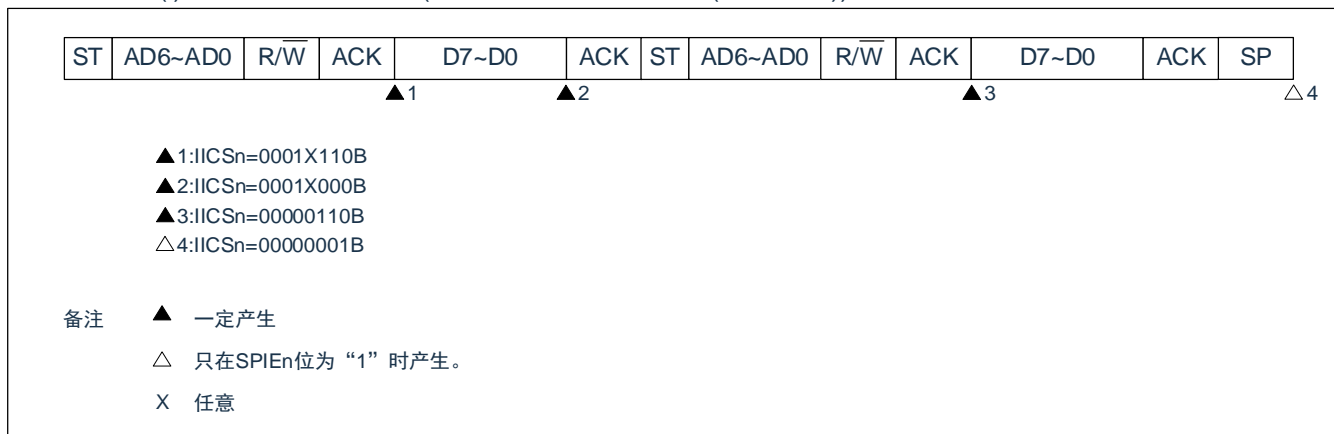 ST AD6~AD0 R/W ACK D7~D0 ACK ST AD6~AD0 R/W ACK D7~D0 ACK SP
▲1 ▲2 ▲3 △4
▲1:IICSn=0001X110B
▲2:IICSn=0001X000B
▲3:IICSn=00000110B
△4:IICSn=00000001B
备注 ▲ 一定产生
△ 只在SPIEn位为“1”时产生。
X 任意